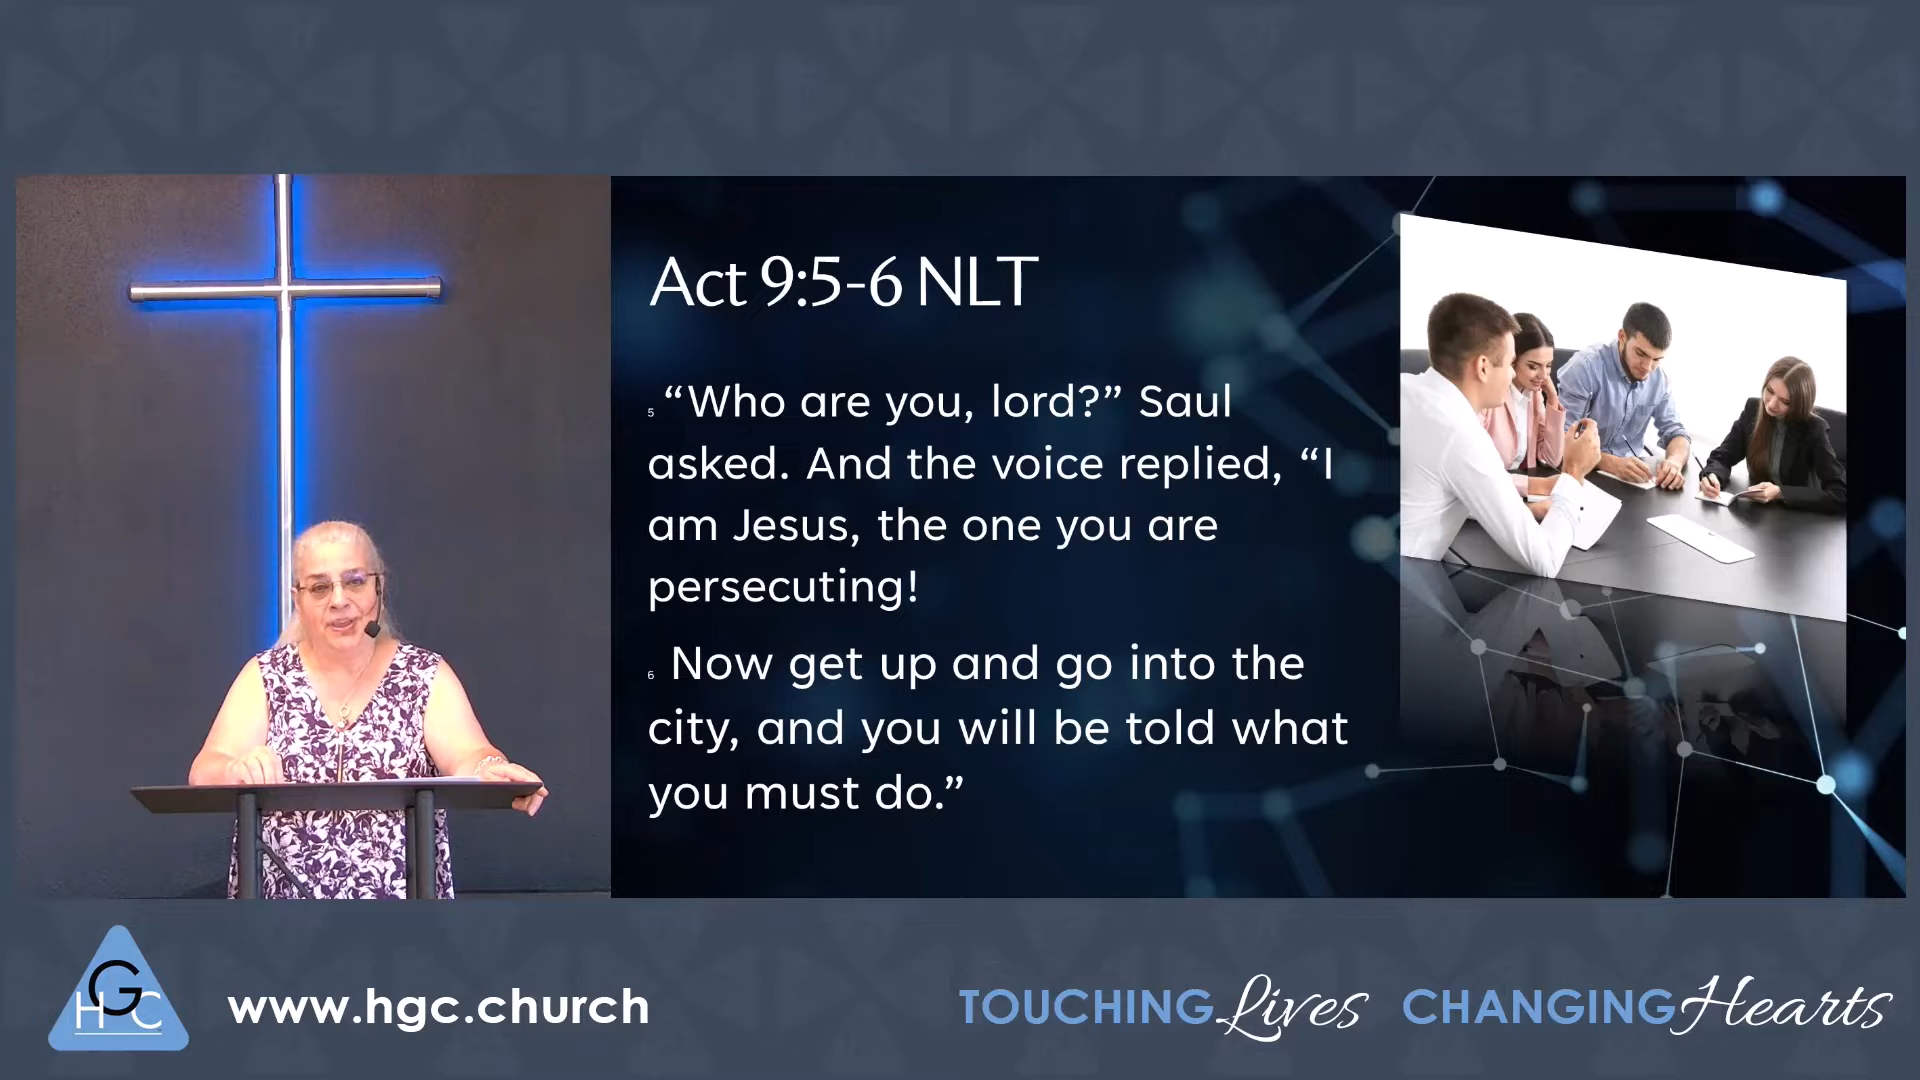 Act 9:5-6 NLT
5 “Who are you, lord?” Saul
asked. And the voice replied, “I
am Jesus, the one you are
persecuting!
6 Now get up and go into the
city, and you will be told what
you must do.”
HGC
www.hgc.church
TOUCHING Lives CHANGING Hearts